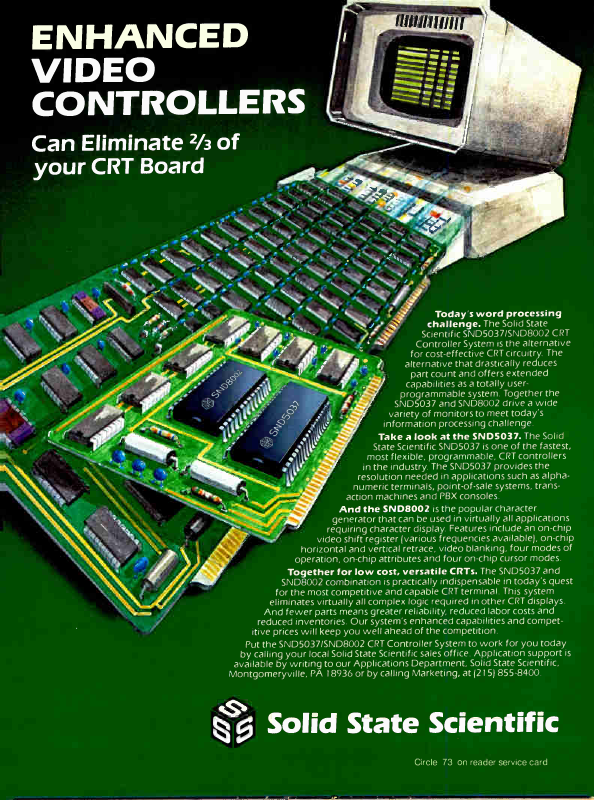 ENHANCED
VIDEO
CONTROLLERS
Can Eliminate ⅔ of
your CRT Board
SND8002
SND5037
Today's word processing
challenge. The Solid State
Scientific SND5037/SND8002 CRT
Controller System is the alternative
for cost-effective CRT circuitry. The
alternative that drastically reduces
part count and offers extended
capabilities as a totally user-
programmable system. Together the
SND5037 and SND8002 drive a wide
variety of monitors to meet today's
information processing challenge.
Take a look at the SND5037. The Solid
State Scientific SND5037 is one of the fastest,
most flexible, programmable, CRT controllers
in the industry. The SND5037 provides the
resolution needed in applications such as alpha-
numeric terminals, point-of-sale systems, trans-
action machines and PBX consoles.
And the SND8002 is the popular character
generator that can be used in virtually all applications
requiring character display. Features include an on-chip
video shift register (various frequencies available), on-chip
horizontal and vertical retrace, video blanking, four modes of
operation, on-chip attributes and four on-chip cursor modes.
Together for low cost, versatile CRTs. The SND5037 and
SND8002 combination is practically indispensable in today's quest
for the most competitive and capable CRT terminal. This system
eliminates virtually all complex logic required in other CRT displays.
And fewer parts means greater reliability, reduced labor costs and
reduced inventories. Our system's enhanced capabilities and compet-
itive prices will keep you well ahead of the competition.
Put the SND5037/SND8002 CRT Controller System to work for you today
by calling your local Solid State Scientific sales office. Application support is
available by writing to our Applications Department, Solid State Scientific,
Montgomeryville, PA 18936 or by calling Marketing, at (215) 855-8400.
SSS Solid State Scientific
Circle 73 on reader service card